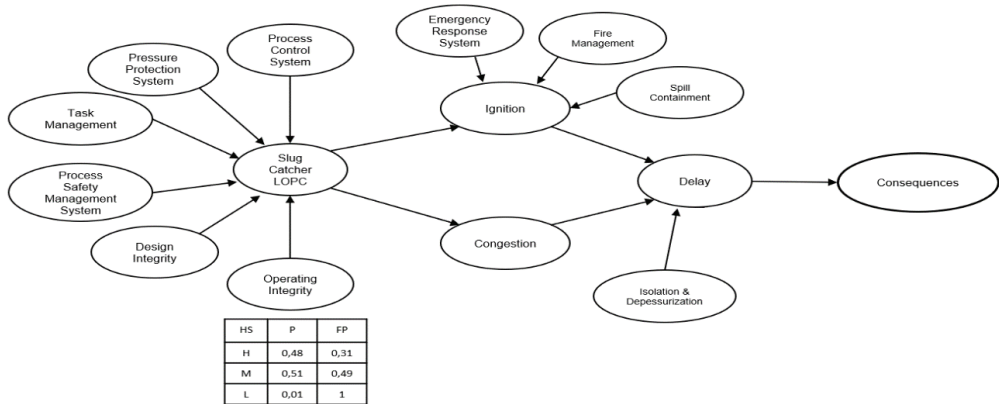 Process
Control
System
Emergency
Response
System
Fire
Management
Pressure
Protection
System
Spill
Containment
Ignition
Task
Management
Slug
Catcher
LOPC
Process
Safety
Management
System
Delay
Consequences
Design
Integrity
Congestion
Operating
Integrity
Isolation &
Depessurization
HS P FP
H 0,48 0,31
M 0,51 0,49
L 0,01 1